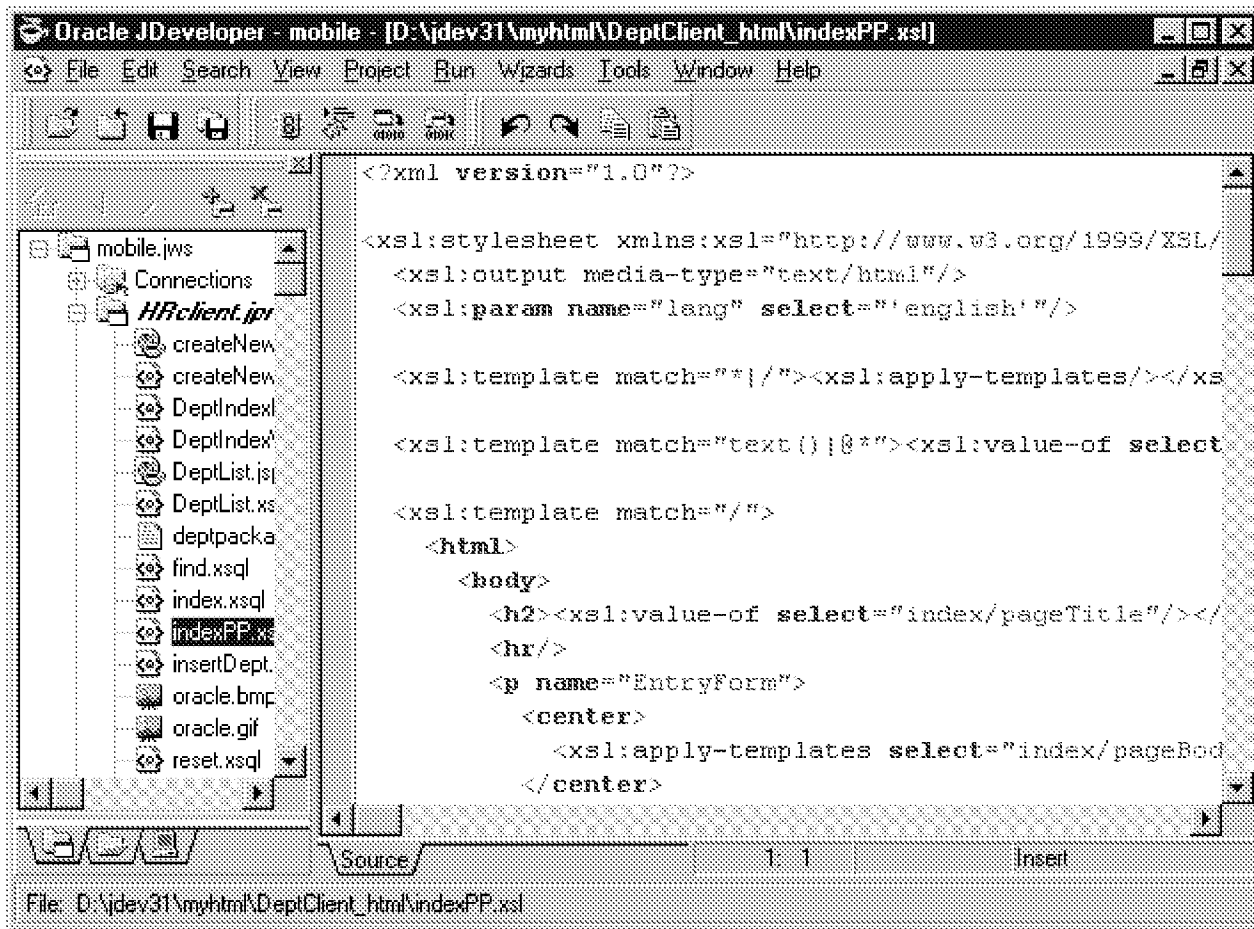 Oracle JDeveloper - mobile - [D:\jdev31\myhtml\DeptClient_html\indexPP.xsl]
File Edit Search View Project Run Wizards Tools Window Help
mobile.jws
Connections
HRclient.jpr
createNew
createNew
DeptIndex
DeptIndex
DeptList.jsp
DeptList.xs
deptpacka
find.xsql
index.xsql
indexPP.xs
insertDept.
oracle.bmp
oracle.gif
reset.xsql
<?xml version="1.0"?>
<xsl:stylesheet xmlns:xsl="http://www.w3.org/1999/XSL/
<xsl:output media-type="text/html"/>
<xsl:param name="lang" select="'english'"/>
<xsl:template match="*|/"><xsl:apply-templates/></xs
<xsl:template match="text()|@*"><xsl:value-of select
<xsl:template match="/">
<html>
<body>
<h2><xsl:value-of select="index/pageTitle"/></
<hr/>
<p name="EntryForm">
<center>
<xsl:apply-templates select="index/pageBod
</center>
Source 1: 1 Insert
File: D:\jdev31\myhtml\DeptClient_html\indexPP.xsl